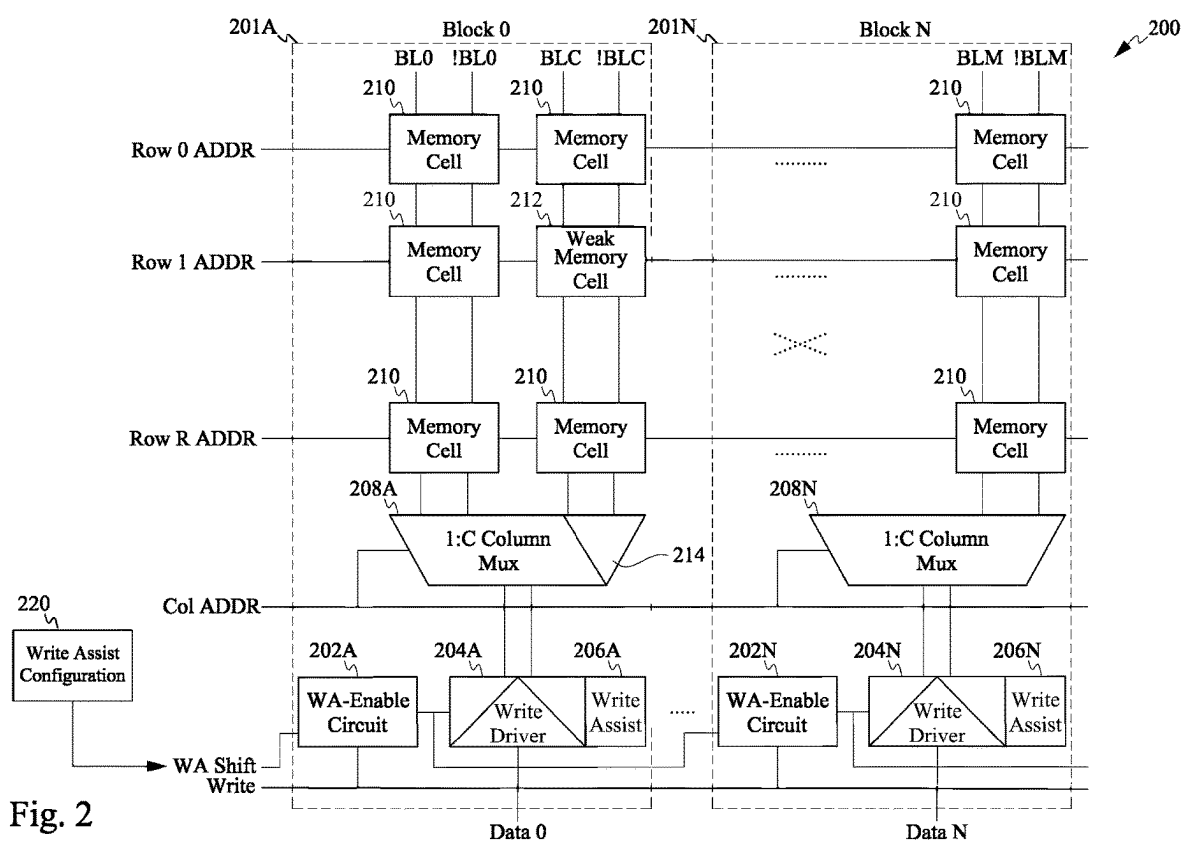 201A
Block 0
201N
Block N
200
BL0 !BL0 BLC !BLC
BLM !BLM
210
210
210
Row 0 ADDR
Memory
Cell
Memory
Cell
Memory
Cell
210
212
210
Row 1 ADDR
Memory
Cell
Weak
Memory
Cell
Memory
Cell
210
210
210
Row R ADDR
Memory
Cell
Memory
Cell
Memory
Cell
208A
1:C Column
Mux
214
208N
1:C Column
Mux
Col ADDR
220
Write Assist
Configuration
202A
WA-Enable
Circuit
204A
Write
Driver
206A
Write
Assist
202N
WA-Enable
Circuit
204N
Write
Driver
206N
Write
Assist
WA Shift
Write
Fig. 2
Data 0
Data N